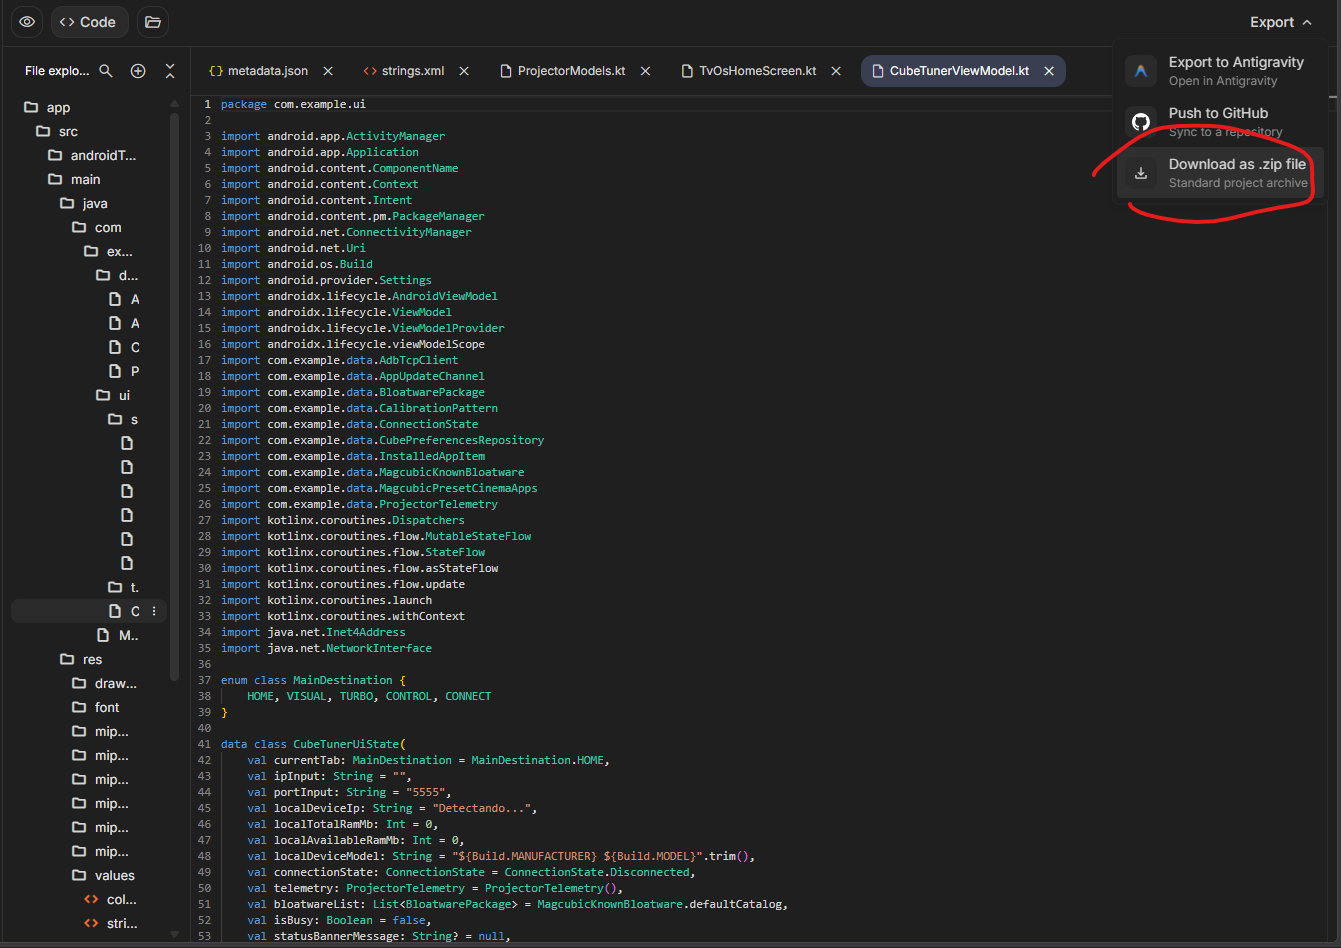 Code
Export
File explo...
metadata.json
strings.xml
ProjectorModels.kt
TvOsHomeScreen.kt
CubeTunerViewModel.kt
Export to Antigravity
Open in Antigravity
Push to GitHub
Sync to a repository
Download as .zip file
Standard project archive
app
src
androidT...
main
java
com
ex...
d...
A
A
C
P
ui
s
t.
C
M..
res
draw...
font
mip...
mip...
mip...
mip...
mip...
mip...
values
col...
stri...
1 package com.example.ui
2
3 import android.app.ActivityManager
4 import android.app.Application
5 import android.content.ComponentName
6 import android.content.Context
7 import android.content.Intent
8 import android.content.pm.PackageManager
9 import android.net.ConnectivityManager
10 import android.net.Uri
11 import android.os.Build
12 import android.provider.Settings
13 import androidx.lifecycle.AndroidViewModel
14 import androidx.lifecycle.ViewModel
15 import androidx.lifecycle.ViewModelProvider
16 import androidx.lifecycle.viewModelScope
17 import com.example.data.AdbTcpClient
18 import com.example.data.AppUpdateChannel
19 import com.example.data.BloatwarePackage
20 import com.example.data.CalibrationPattern
21 import com.example.data.ConnectionState
22 import com.example.data.CubePreferencesRepository
23 import com.example.data.InstalledAppItem
24 import com.example.data.MagcubicKnownBloatware
25 import com.example.data.MagcubicPresetCinemaApps
26 import com.example.data.ProjectorTelemetry
27 import kotlinx.coroutines.Dispatchers
28 import kotlinx.coroutines.flow.MutableStateFlow
29 import kotlinx.coroutines.flow.StateFlow
30 import kotlinx.coroutines.flow.asStateFlow
31 import kotlinx.coroutines.flow.update
32 import kotlinx.coroutines.launch
33 import kotlinx.coroutines.withContext
34 import java.net.Inet4Address
35 import java.net.NetworkInterface
36
37 enum class MainDestination {
38 HOME, VISUAL, TURBO, CONTROL, CONNECT
39 }
40
41 data class CubeTunerUiState(
42 val currentTab: MainDestination = MainDestination.HOME,
43 val ipInput: String = "",
44 val portInput: String = "5555",
45 val localDeviceIp: String = "Detectando...",
46 val localTotalRamMb: Int = 0,
47 val localAvailableRamMb: Int = 0,
48 val localDeviceModel: String = "${Build.MANUFACTURER} ${Build.MODEL}".trim(),
49 val connectionState: ConnectionState = ConnectionState.Disconnected,
50 val telemetry: ProjectorTelemetry = ProjectorTelemetry(),
51 val bloatwareList: List<BloatwarePackage> = MagcubicKnownBloatware.defaultCatalog,
52 val isBusy: Boolean = false,
53 val statusBannerMessage: String? = null,